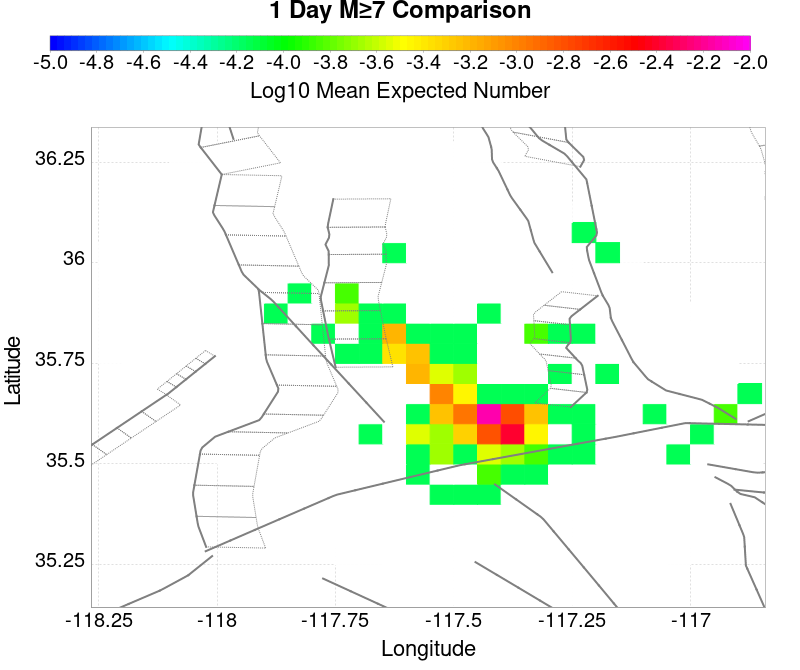 1 Day M≥7 Comparison
-5.0 -4.8 -4.6 -4.4 -4.2 -4.0 -3.8 -3.6 -3.4 -3.2 -3.0 -2.8 -2.6 -2.4 -2.2 -2.0
Log10 Mean Expected Number
36.25
36
35.75
35.5
35.25
Latitude
-118.25 -118 -117.75 -117.5 -117.25 -117
Longitude